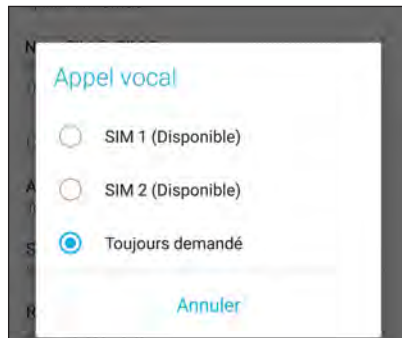 Appel vocal
SIM 1 (Disponible)
SIM 2 (Disponible)
Toujours demandé
Annuler